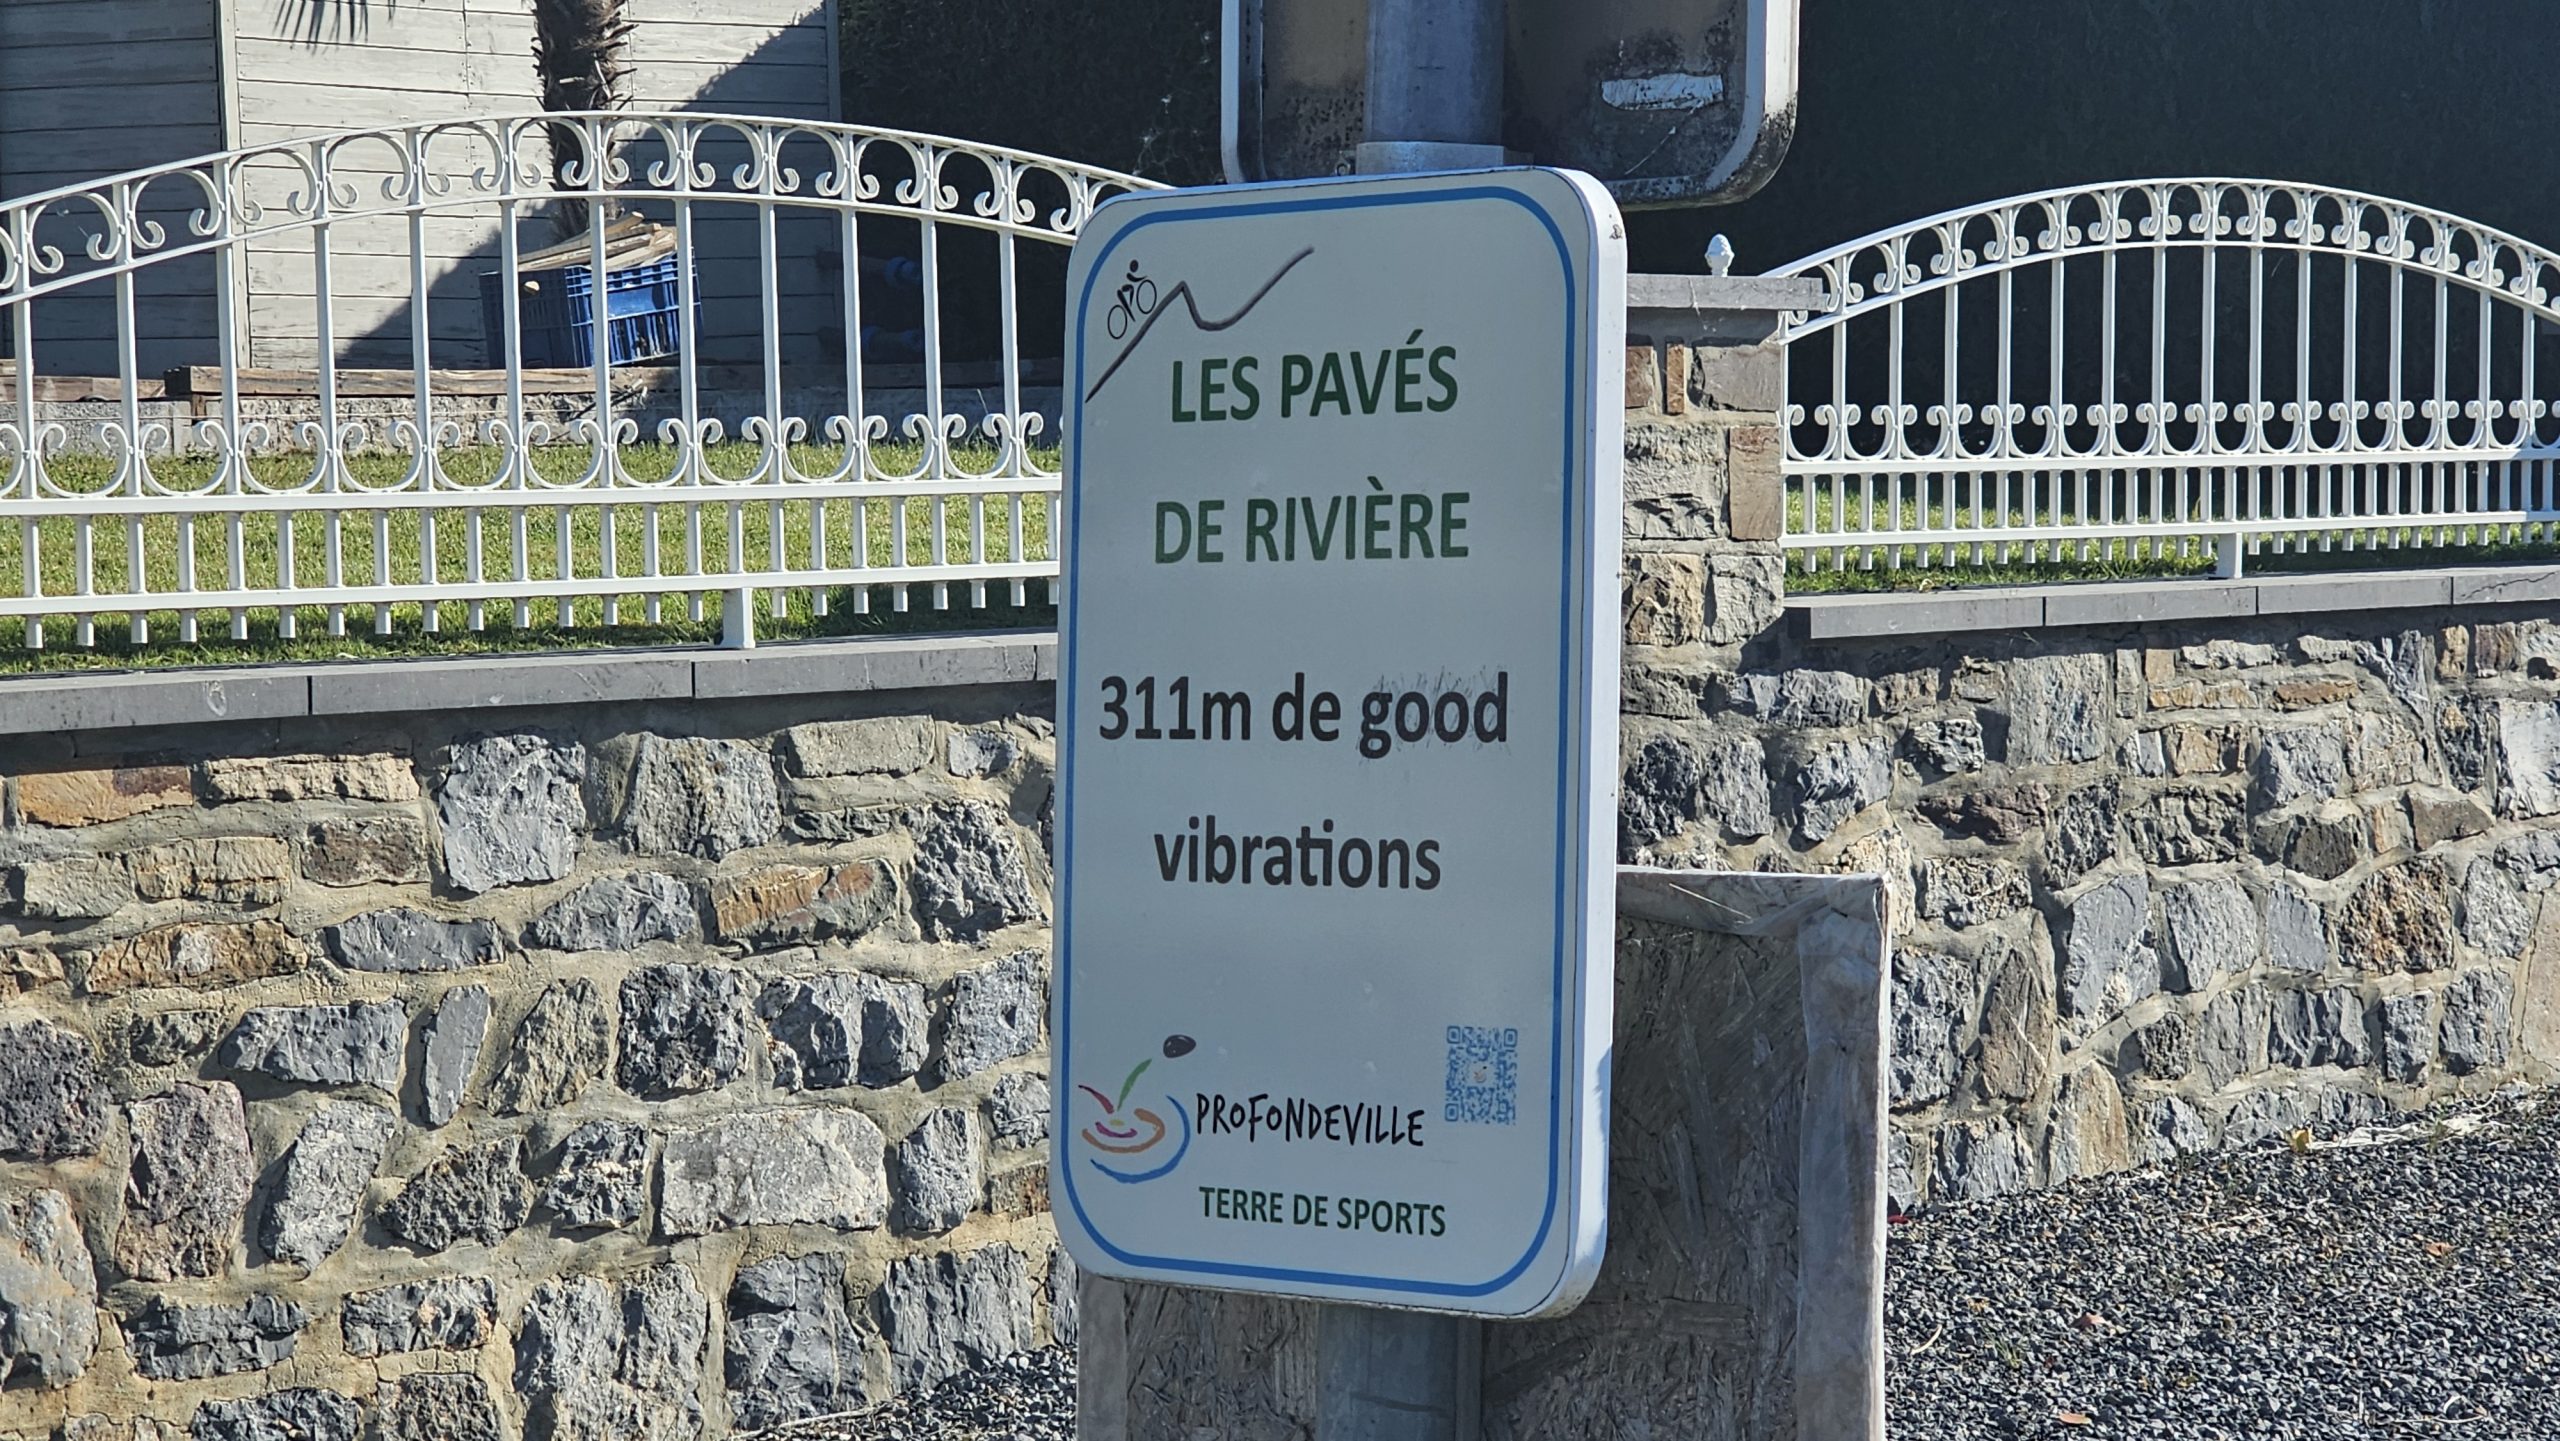 LES PAVÉS
DE RIVIÈRE
311m de good
vibrations
PROFONDEVILLE
TERRE DE SPORTS